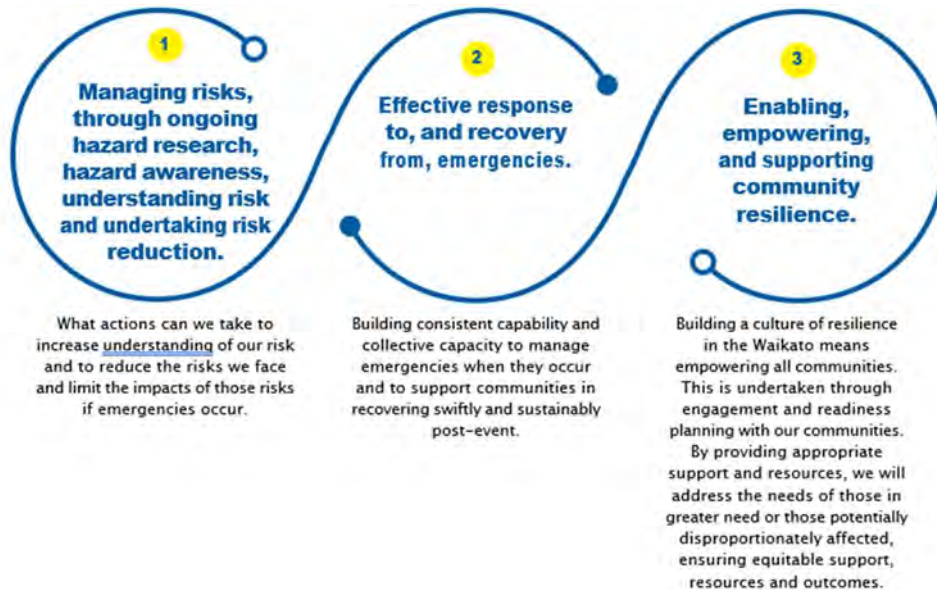 1
Managing risks,
through ongoing
hazard research,
hazard awareness,
understanding risk
and undertaking risk
reduction.
What actions can we take to
increase understanding of our risk
and to reduce the risks we face
and limit the impacts of those risks
if emergencies occur.
2
Effective response
to, and recovery
from, emergencies.
Building consistent capability and
collective capacity to manage
emergencies when they occur
and to support communities in
recovering swiftly and sustainably
post-event.
3
Enabling,
empowering,
and supporting
community
resilience.
Building a culture of resilience
in the Waikato means
empowering all communities.
This is undertaken through
engagement and readiness
planning with our communities.
By providing appropriate
support and resources, we will
address the needs of those in
greater need or those potentially
disproportionately affected,
ensuring equitable support,
resources and outcomes.